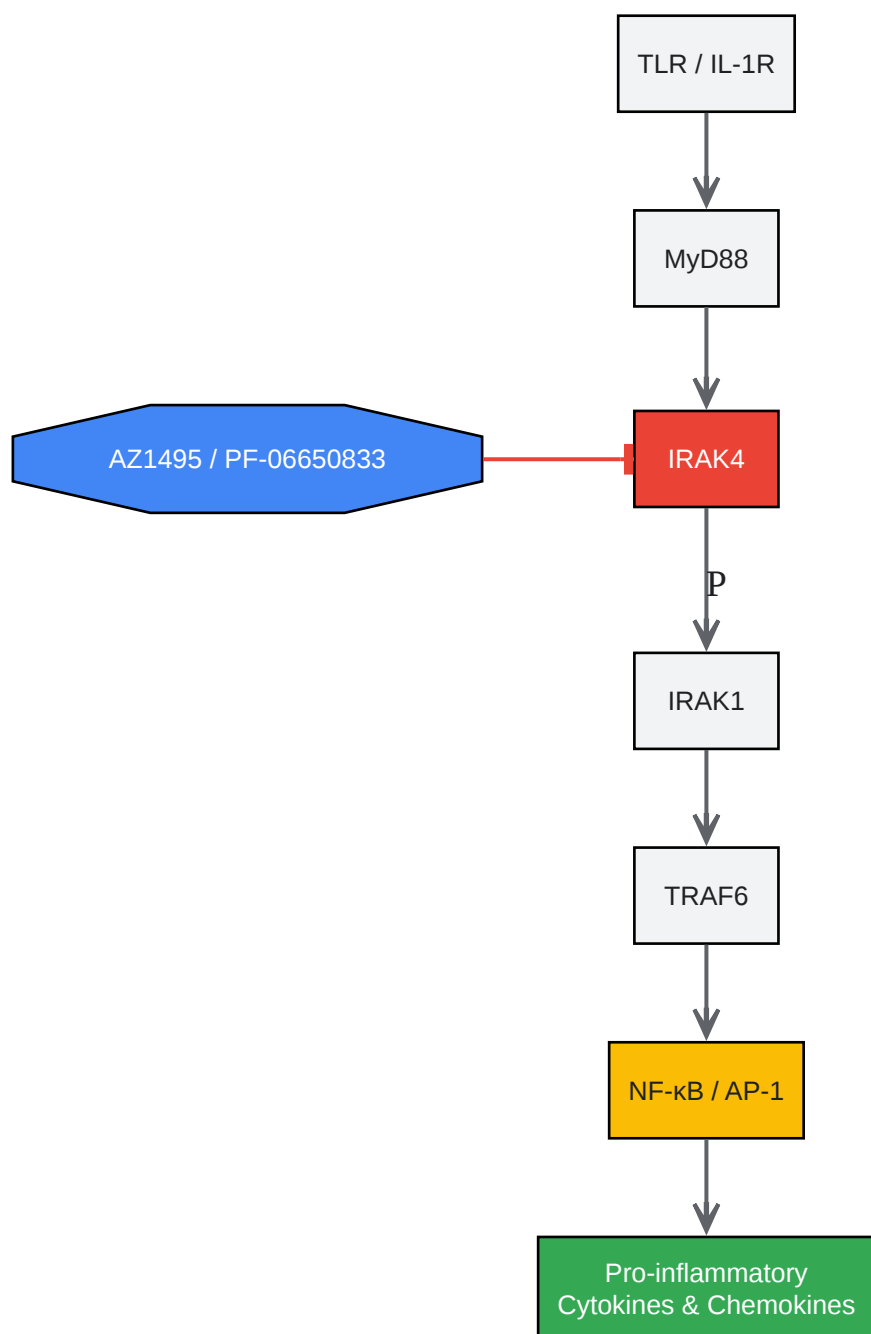 TLR / IL-1R
MyD88
AZ1495 / PF-06650833
IRAK4
P
IRAK1
TRAF6
NF-κB / AP-1
Pro-inflammatory
Cytokines & Chemokines